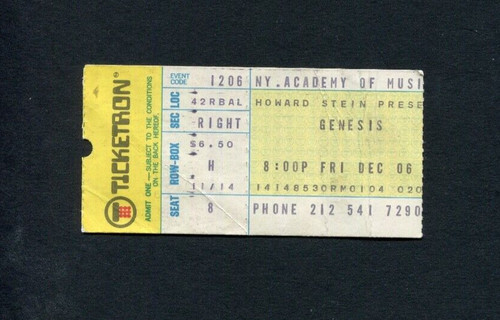 TICKETRON®
ADMIT ONE—SUBJECT TO THE CONDITIONS
ON THE BACK HEREOF.
EVENT CODE
SEC LOC
ROW-BOX
SEAT
1206
42RBAL
RIGHT
$6.50
H
11/14
8
NY.ACADEMY OF MUSI
HOWARD STEIN PRESE
GENESIS
8:00P FRI DEC 06
PHONE 212 541 7290